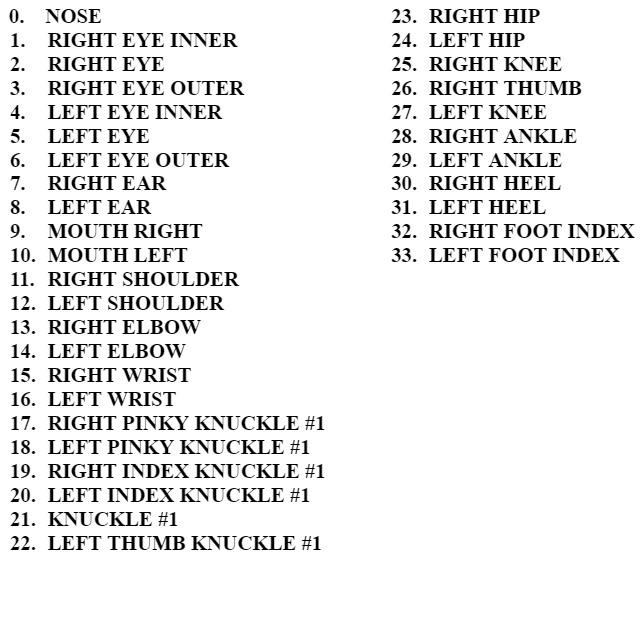 0. NOSE
1. RIGHT EYE INNER
2. RIGHT EYE
3. RIGHT EYE OUTER
4. LEFT EYE INNER
5. LEFT EYE
6. LEFT EYE OUTER
7. RIGHT EAR
8. LEFT EAR
9. MOUTH RIGHT
10. MOUTH LEFT
11. RIGHT SHOULDER
12. LEFT SHOULDER
13. RIGHT ELBOW
14. LEFT ELBOW
15. RIGHT WRIST
16. LEFT WRIST
17. RIGHT PINKY KNUCKLE #1
18. LEFT PINKY KNUCKLE #1
19. RIGHT INDEX KNUCKLE #1
20. LEFT INDEX KNUCKLE #1
21. KNUCKLE #1
22. LEFT THUMB KNUCKLE #1
23. RIGHT HIP
24. LEFT HIP
25. RIGHT KNEE
26. RIGHT THUMB
27. LEFT KNEE
28. RIGHT ANKLE
29. LEFT ANKLE
30. RIGHT HEEL
31. LEFT HEEL
32. RIGHT FOOT INDEX
33. LEFT FOOT INDEX